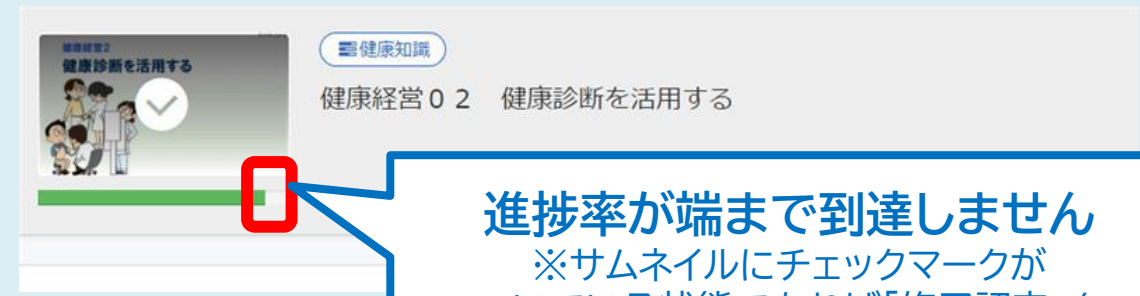 健康経営2
健康診断を活用する
健康知識
健康経営０２　健康診断を活用する
進捗率が端まで到達しません
※サムネイルにチェックマークが